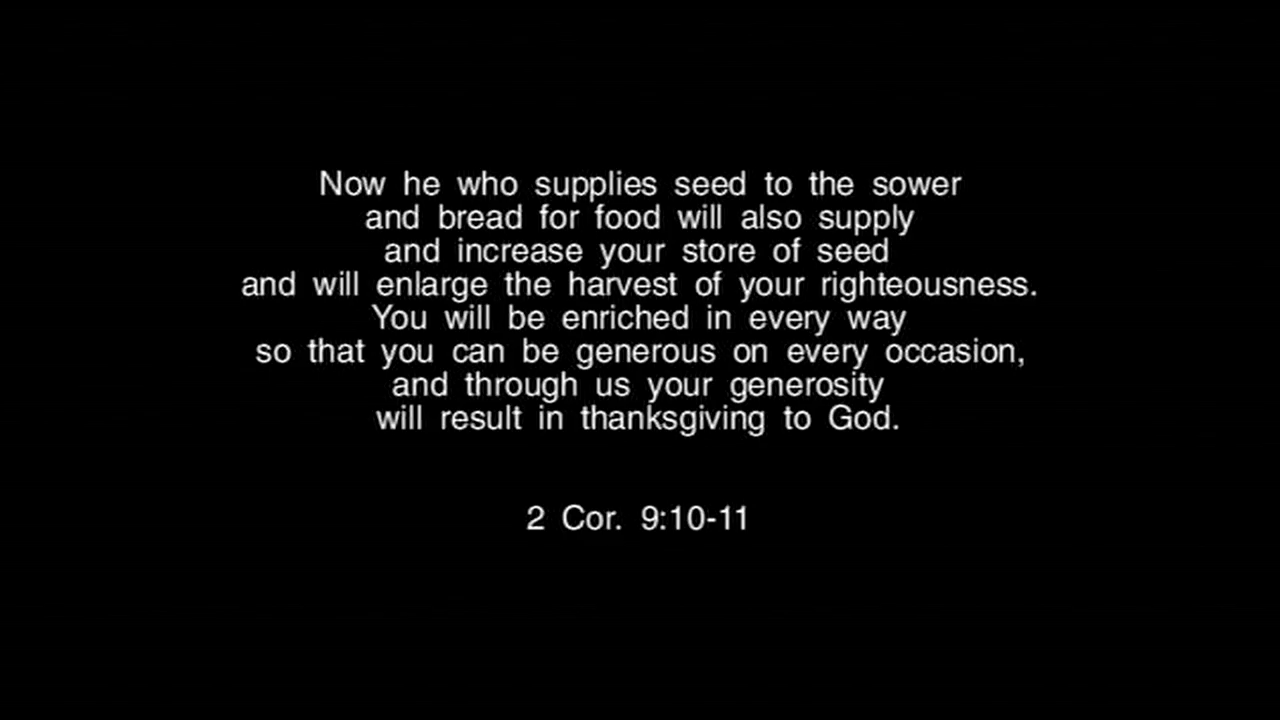 Now he who supplies seed to the sower
and bread for food will also supply
and increase your store of seed
and will enlarge the harvest of your righteousness.
You will be enriched in every way
so that you can be generous on every occasion,
and through us your generosity
will result in thanksgiving to God.
2 Cor. 9:10-11